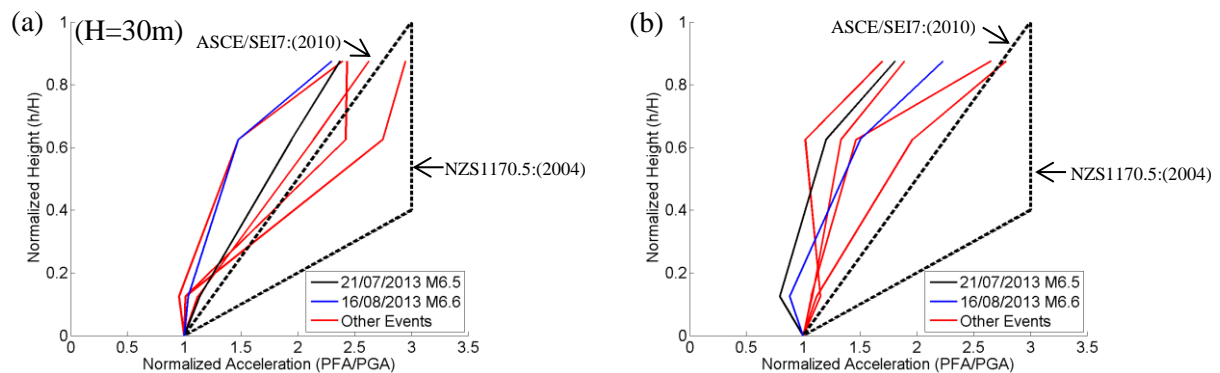 (a)
(H=30m)
ASCE/SEI7:(2010)
NZS1170.5:(2004)
Normalized Height (h/H)
1
0.8
0.6
0.4
0.2
0
21/07/2013 M6.5
16/08/2013 M6.6
Other Events
0 0.5 1 1.5 2 2.5 3 3.5
Normalized Acceleration (PFA/PGA)
(b)
ASCE/SEI7:(2010)
NZS1170.5:(2004)
Normalized Height (h/H)
1
0.8
0.6
0.4
0.2
0
21/07/2013 M6.5
16/08/2013 M6.6
Other Events
0 0.5 1 1.5 2 2.5 3 3.5
Normalized Acceleration (PFA/PGA)